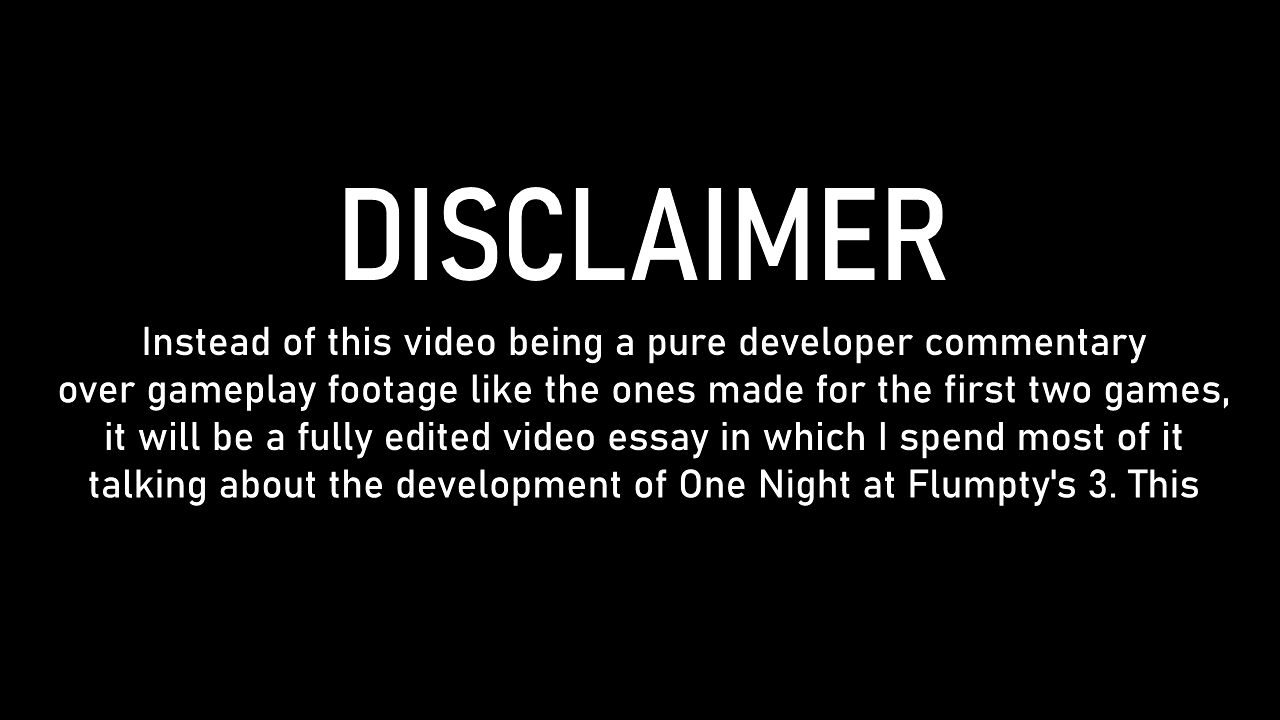 DISCLAIMER
Instead of this video being a pure developer commentary
over gameplay footage like the ones made for the first two games,
it will be a fully edited video essay in which I spend most of it
talking about the development of One Night at Flumpty's 3. This